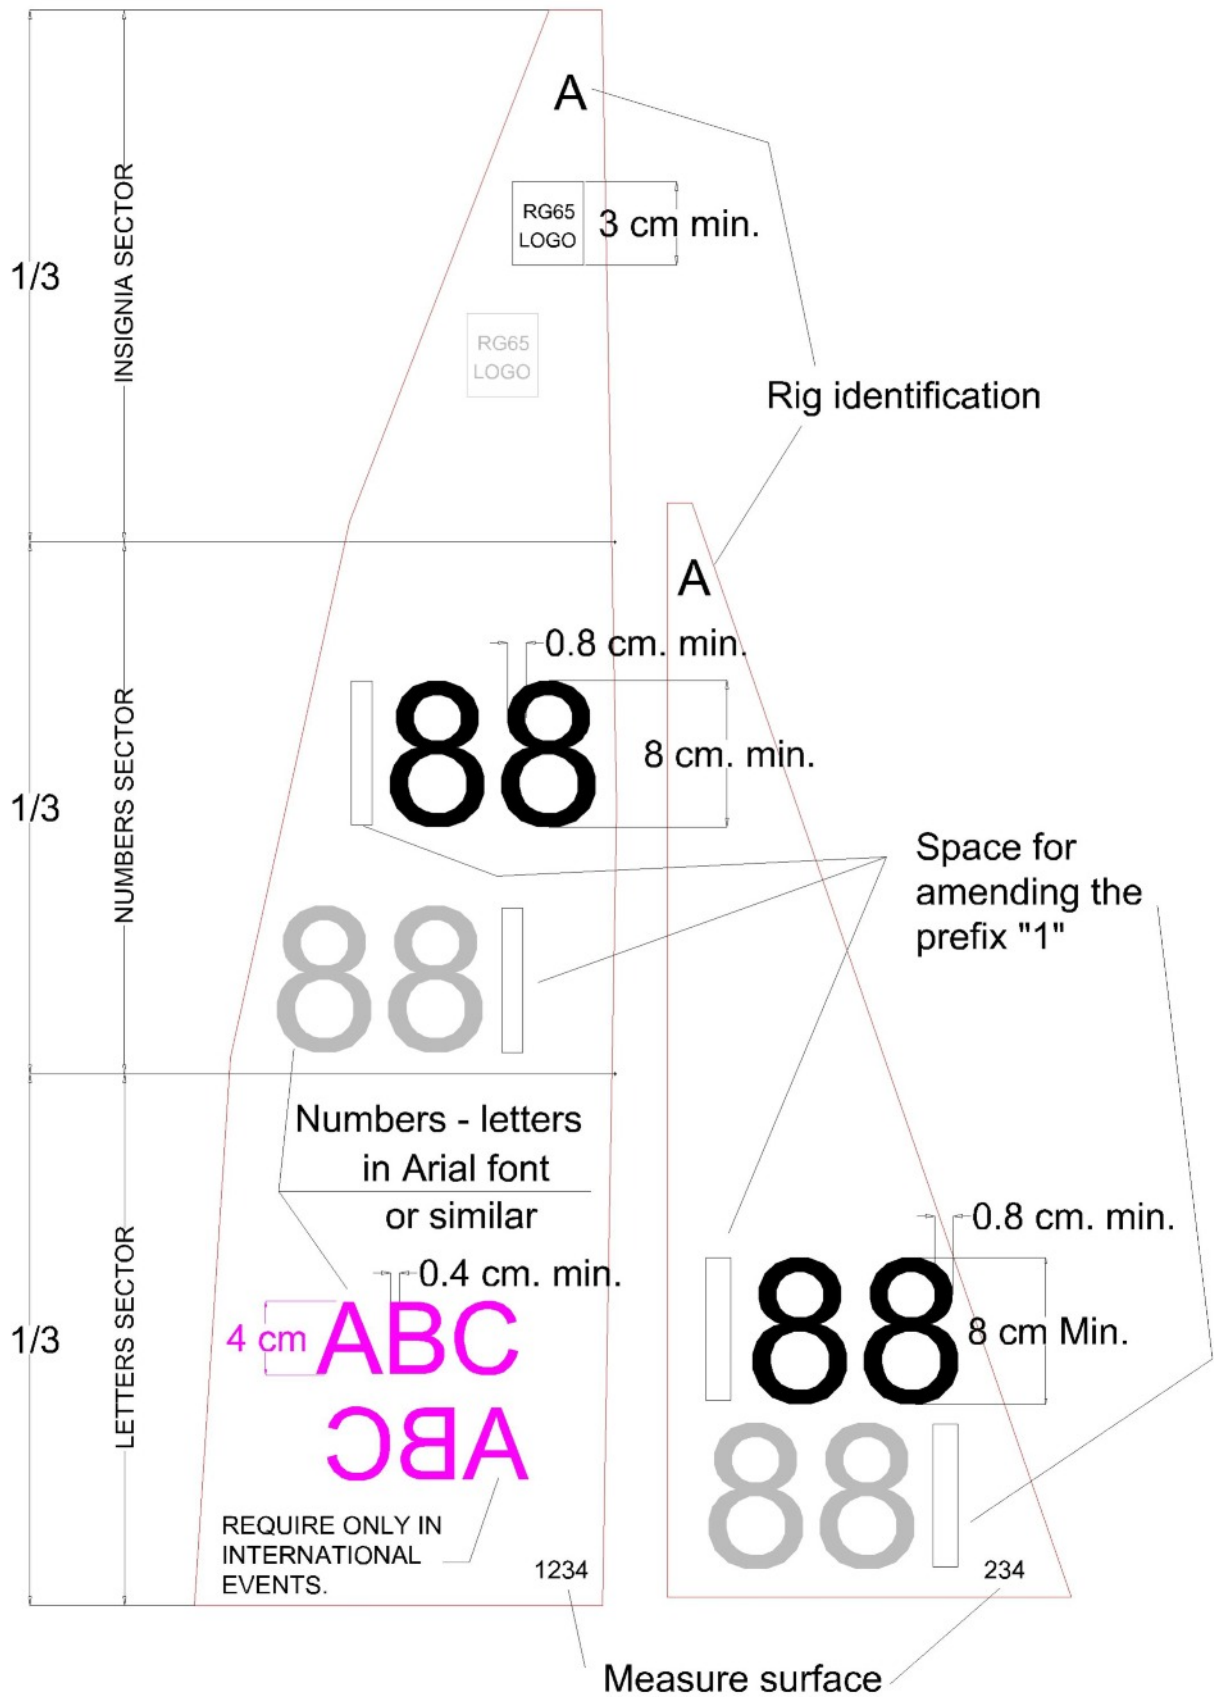 A
RG65
LOGO
3 cm min.
INSIGNIA SECTOR
1/3
RG65
LOGO
Rig identification
A
0.8 cm. min.
88
8 cm. min.
NUMBERS SECTOR
1/3
Space for
amending the
prefix "1"
88
Numbers - letters
in Arial font
or similar
0.8 cm. min.
0.4 cm. min.
LETTERS SECTOR
1/3
4 cm
ABC
88
8 cm Min.
ABC
88
REQUIRE ONLY IN
INTERNATIONAL
EVENTS.
1234
234
Measure surface